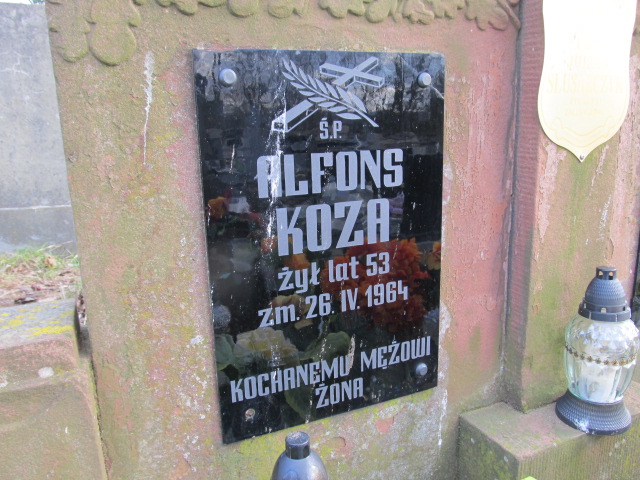 Ś.P.
ALFONS
KOZA
żył lat 53
zm. 26. IV. 1964
KOCHANEMU MĘŻOWI
ŻONA